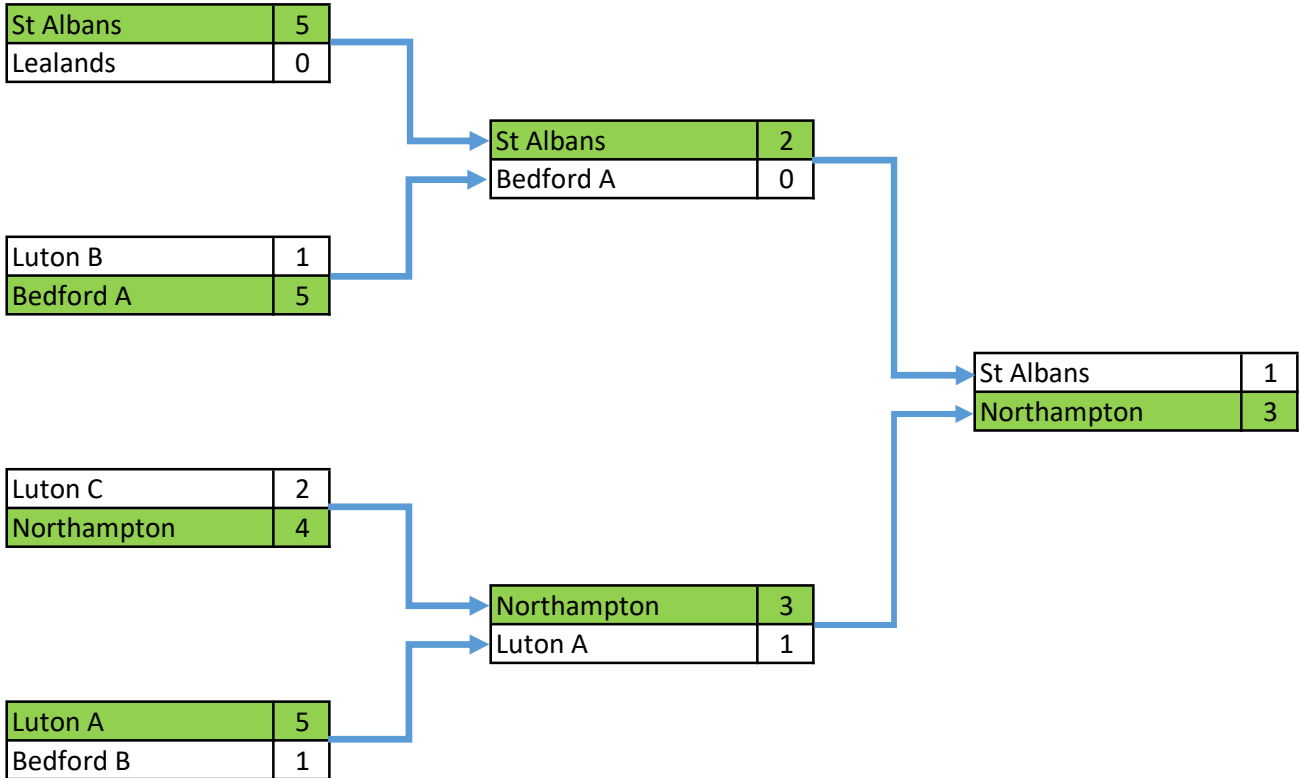 St Albans 5
Lealands 0
Luton B 1
Bedford A 5
Luton C 2
Northampton 4
Luton A 5
Bedford B 1
St Albans 2
Bedford A 0
Northampton 3
Luton A 1
St Albans 1
Northampton 3